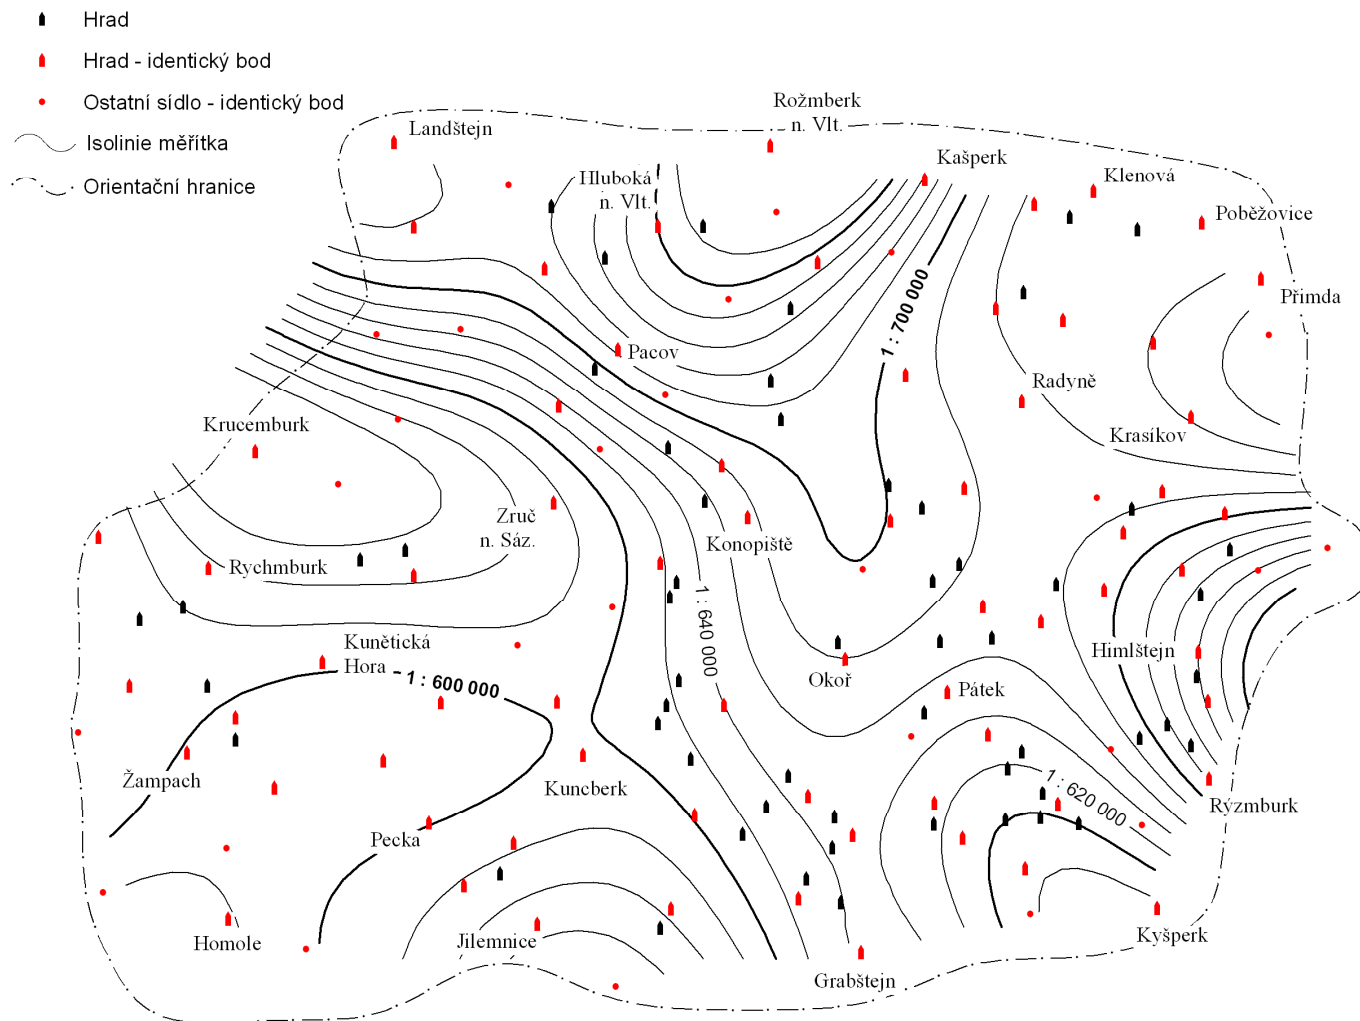 Hrad
Hrad - identický bod
Ostatní sídlo - identický bod
Isolinie měřítka
Orientační hranice
Landštejn
Rožmberk
n. Vlt.
Kašperk
Klenová
Hluboká
n. Vlt.
Poběžovice
Přimda
1 : 700 000
Pacov
Radyně
Krasíkov
Krucemburk
Zruč
n. Sáz.
Konopiště
Rychmburk
1 : 640 000
Kunětická
Hora
Himlštejn
Okoř
Pátek
1 : 600 000
Žampach
Kuncberk
1 : 620 000
Rýzmburk
Pecka
Homole
Jilemnice
Kyšperk
Grabštejn